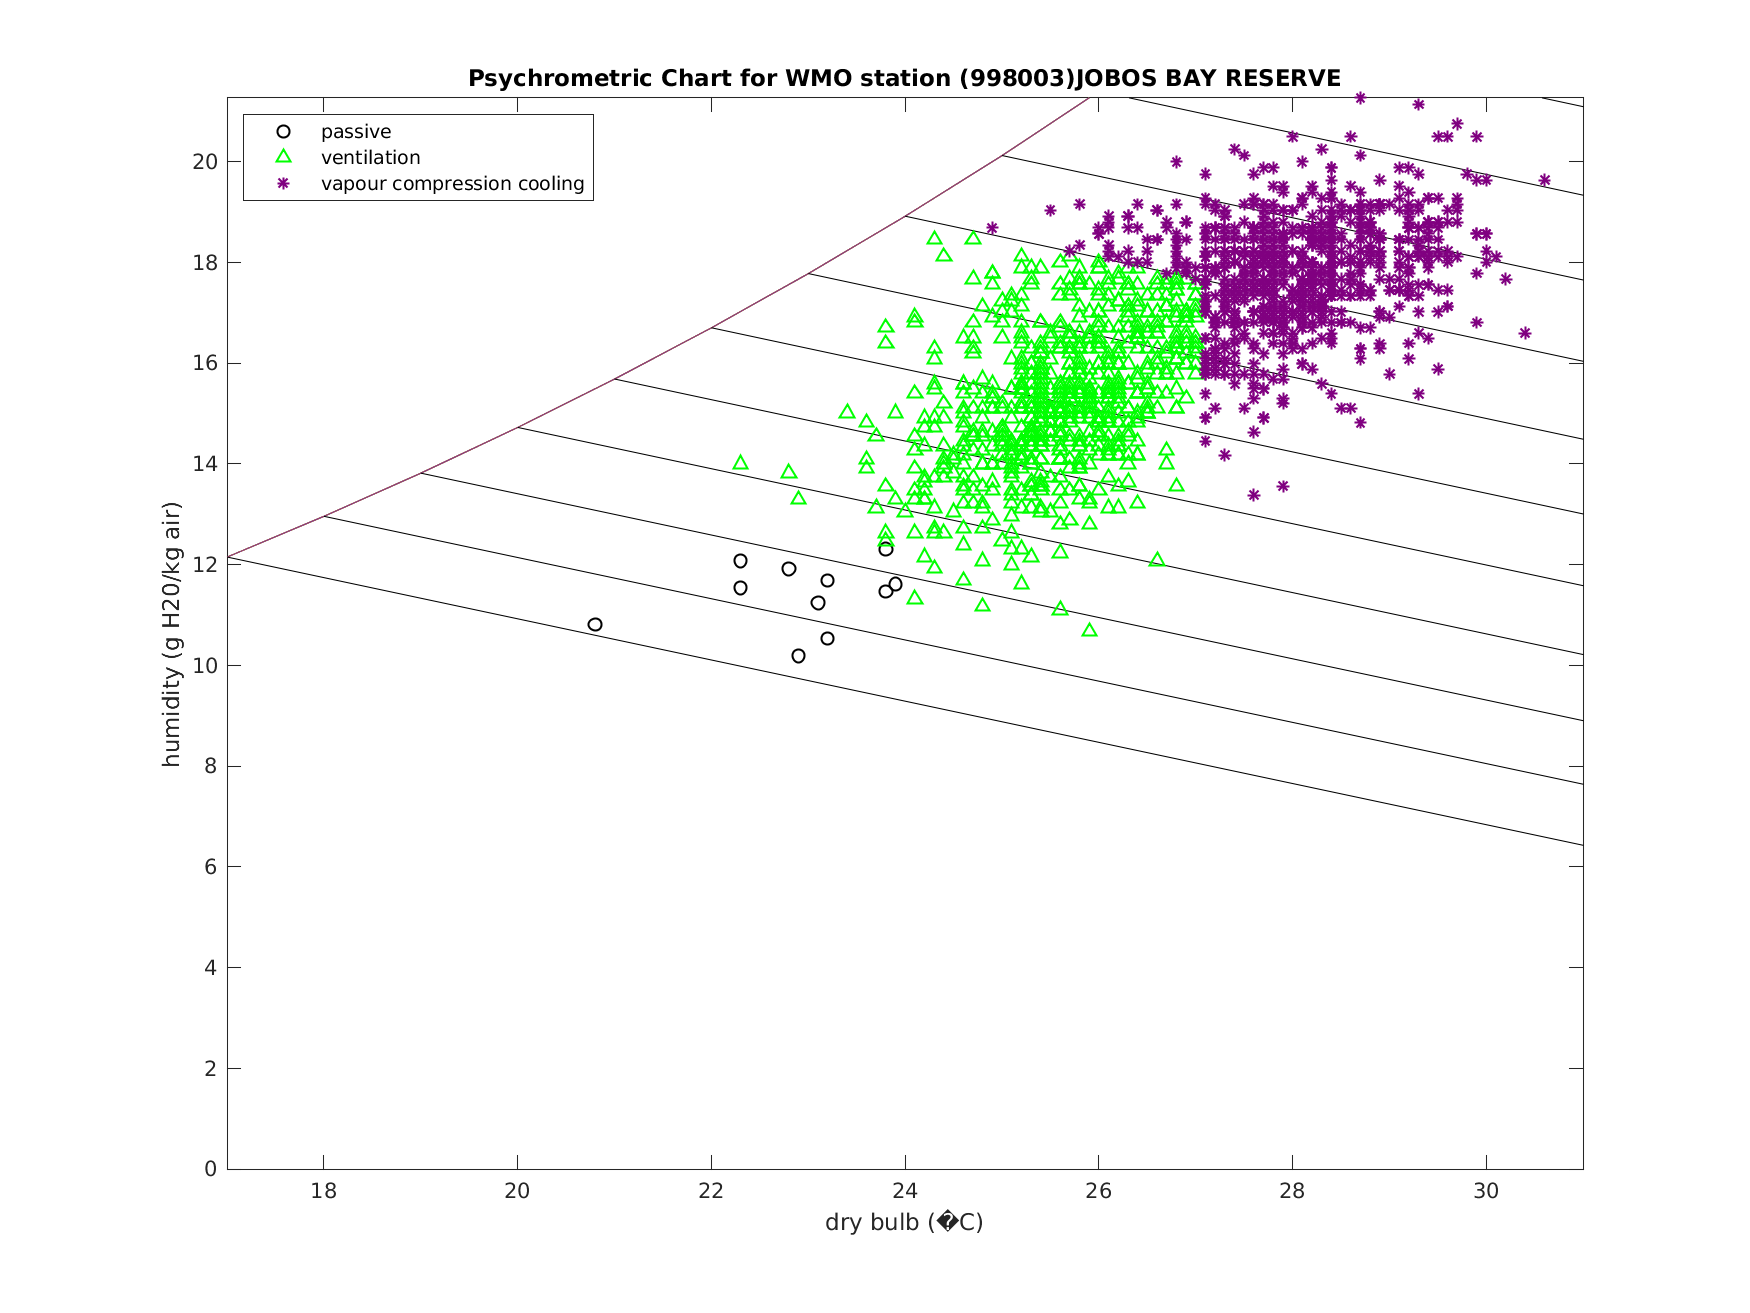 Psychrometric Chart for WMO station (998003)JOBOS BAY RESERVE
passive
ventilation
vapour compression cooling
humidity (g H20/kg air)
20
18
16
14
12
10
8
6
4
2
0
18 20 22 24 26 28 30
dry bulb (�C)